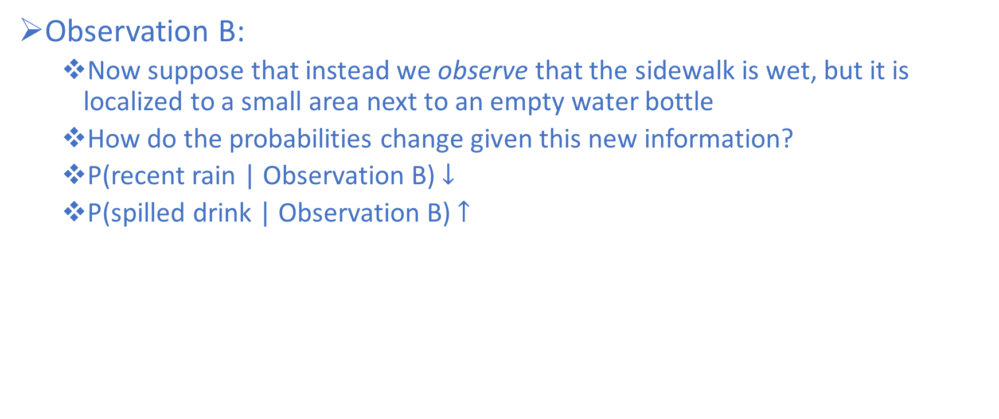 ➢Observation B:
❖Now suppose that instead we observe that the sidewalk is wet, but it is
localized to a small area next to an empty water bottle
❖How do the probabilities change given this new information?
❖P(recent rain | Observation B)↓
❖P(spilled drink | Observation B)↑